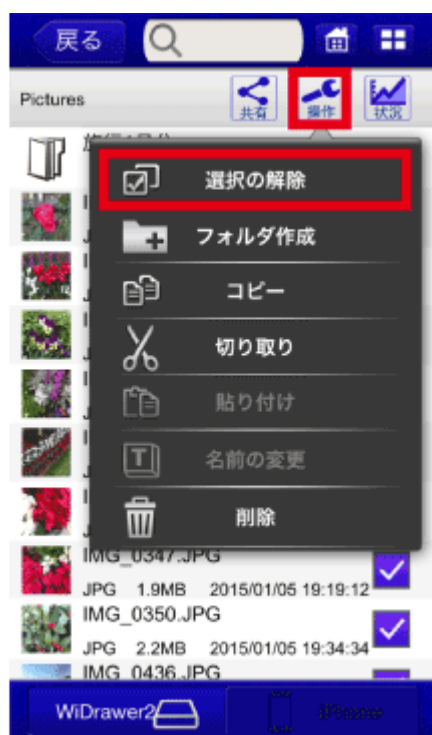 戻る
Pictures
共有
操作
状況
選択の解除
フォルダ作成
コピー
切り取り
貼り付け
名前の変更
削除
IMG_0347.JPG
JPG 1.9MB 2015/01/05 19:19:12
IMG_0350.JPG
JPG 2.2MB 2015/01/05 19:34:34
IMG_0436.JPG
WiDrawer2